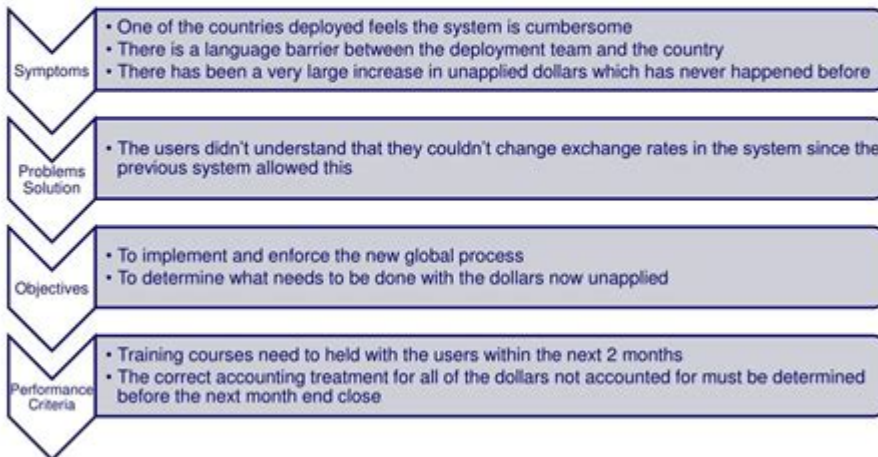 Symptoms
• One of the countries deployed feels the system is cumbersome
• There is a language barrier between the deployment team and the country
• There has been a very large increase in unapplied dollars which has never happened before
Problems
Solution
• The users didn't understand that they couldn't change exchange rates in the system since the
previous system allowed this
Objectives
• To implement and enforce the new global process
• To determine what needs to be done with the dollars now unapplied
Performance
Criteria
• Training courses need to held with the users within the next 2 months
• The correct accounting treatment for all of the dollars not accounted for must be determined
before the next month end close